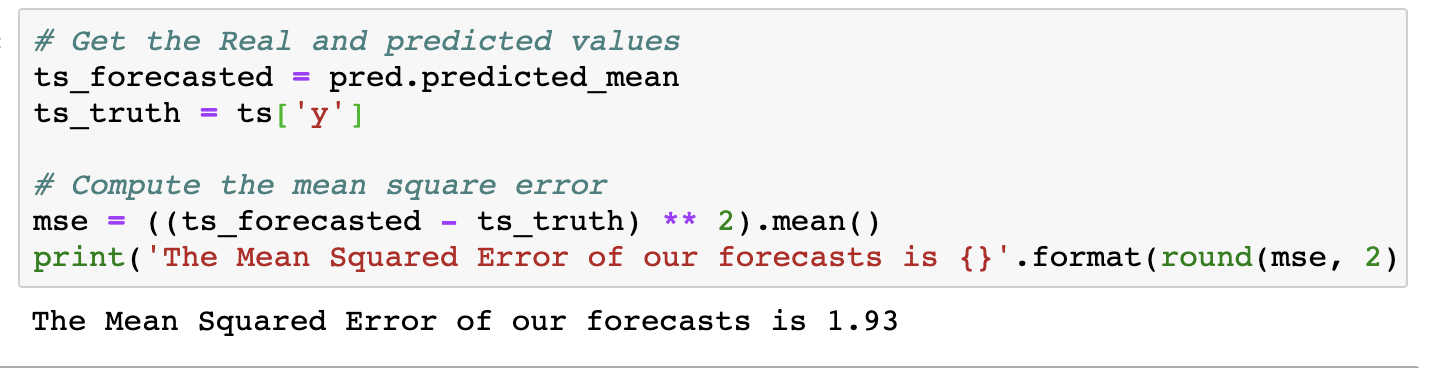 # Get the Real and predicted values
ts_forecasted = pred.predicted_mean
ts_truth = ts['y']
# Compute the mean square error
mse = ((ts_forecasted - ts_truth) ** 2).mean()
print('The Mean Squared Error of our forecasts is {}'.format(round(mse, 2)
The Mean Squared Error of our forecasts is 1.93